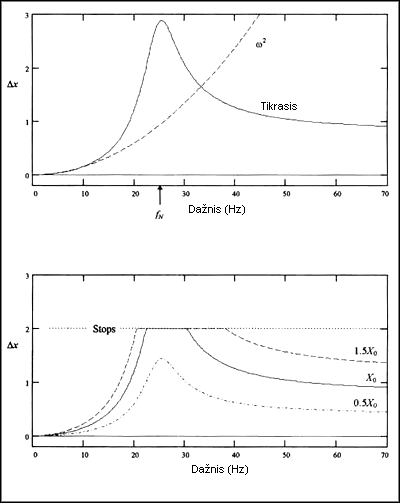 3
ω²
Δx
2
Tikrasis
1
0
0 10 20 30 40 50 60 70
f_N
Dažnis (Hz)
3
Stops
2
1.5X₀
Δx
X₀
1
0.5X₀
0
0 10 20 30 40 50 60 70
Dažnis (Hz)